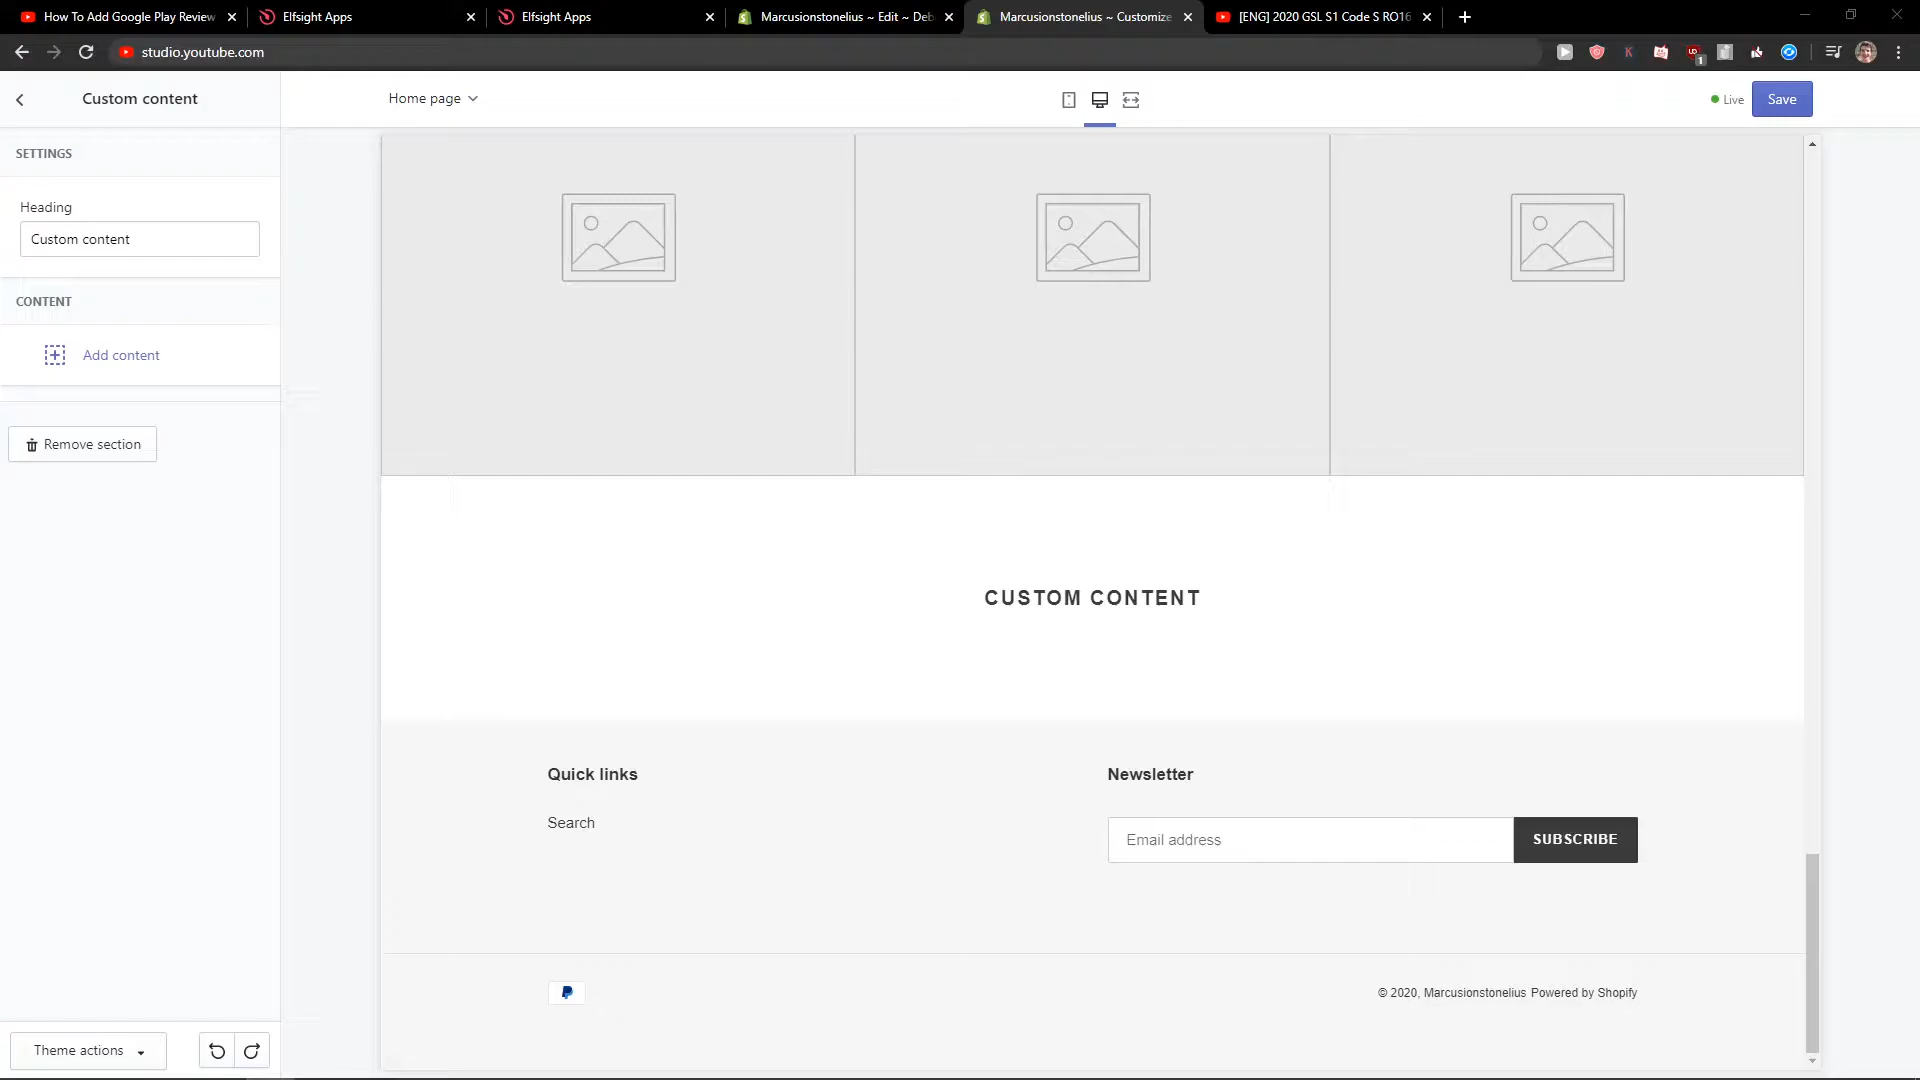 How To Add Google Play Review
Elfsight Apps
Elfsight Apps
Marcusionstonelius ~ Edit ~ Deb
Marcusionstonelius ~ Customize
[ENG] 2020 GSL S1 Code S RO16
studio.youtube.com
1
Custom content
Home page
Live
Save
SETTINGS
Heading
Custom content
CONTENT
Add content
Remove section
CUSTOM CONTENT
Quick links
Newsletter
Search
Email address
SUBSCRIBE
© 2020, Marcusionstonelius Powered by Shopify
Theme actions